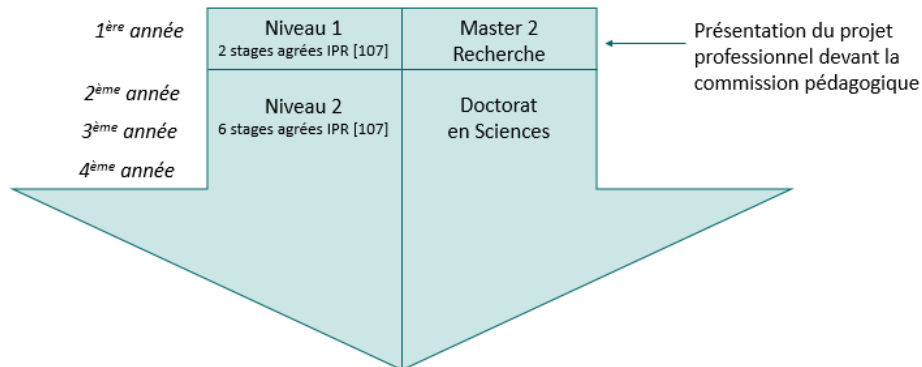 1ère année
Niveau 1
2 stages agrées IPR [107]
Master 2
Recherche
Présentation du projet
professionnel devant la
commission pédagogique
2ème année
3ème année
4ème année
Niveau 2
6 stages agrées IPR [107]
Doctorat
en Sciences